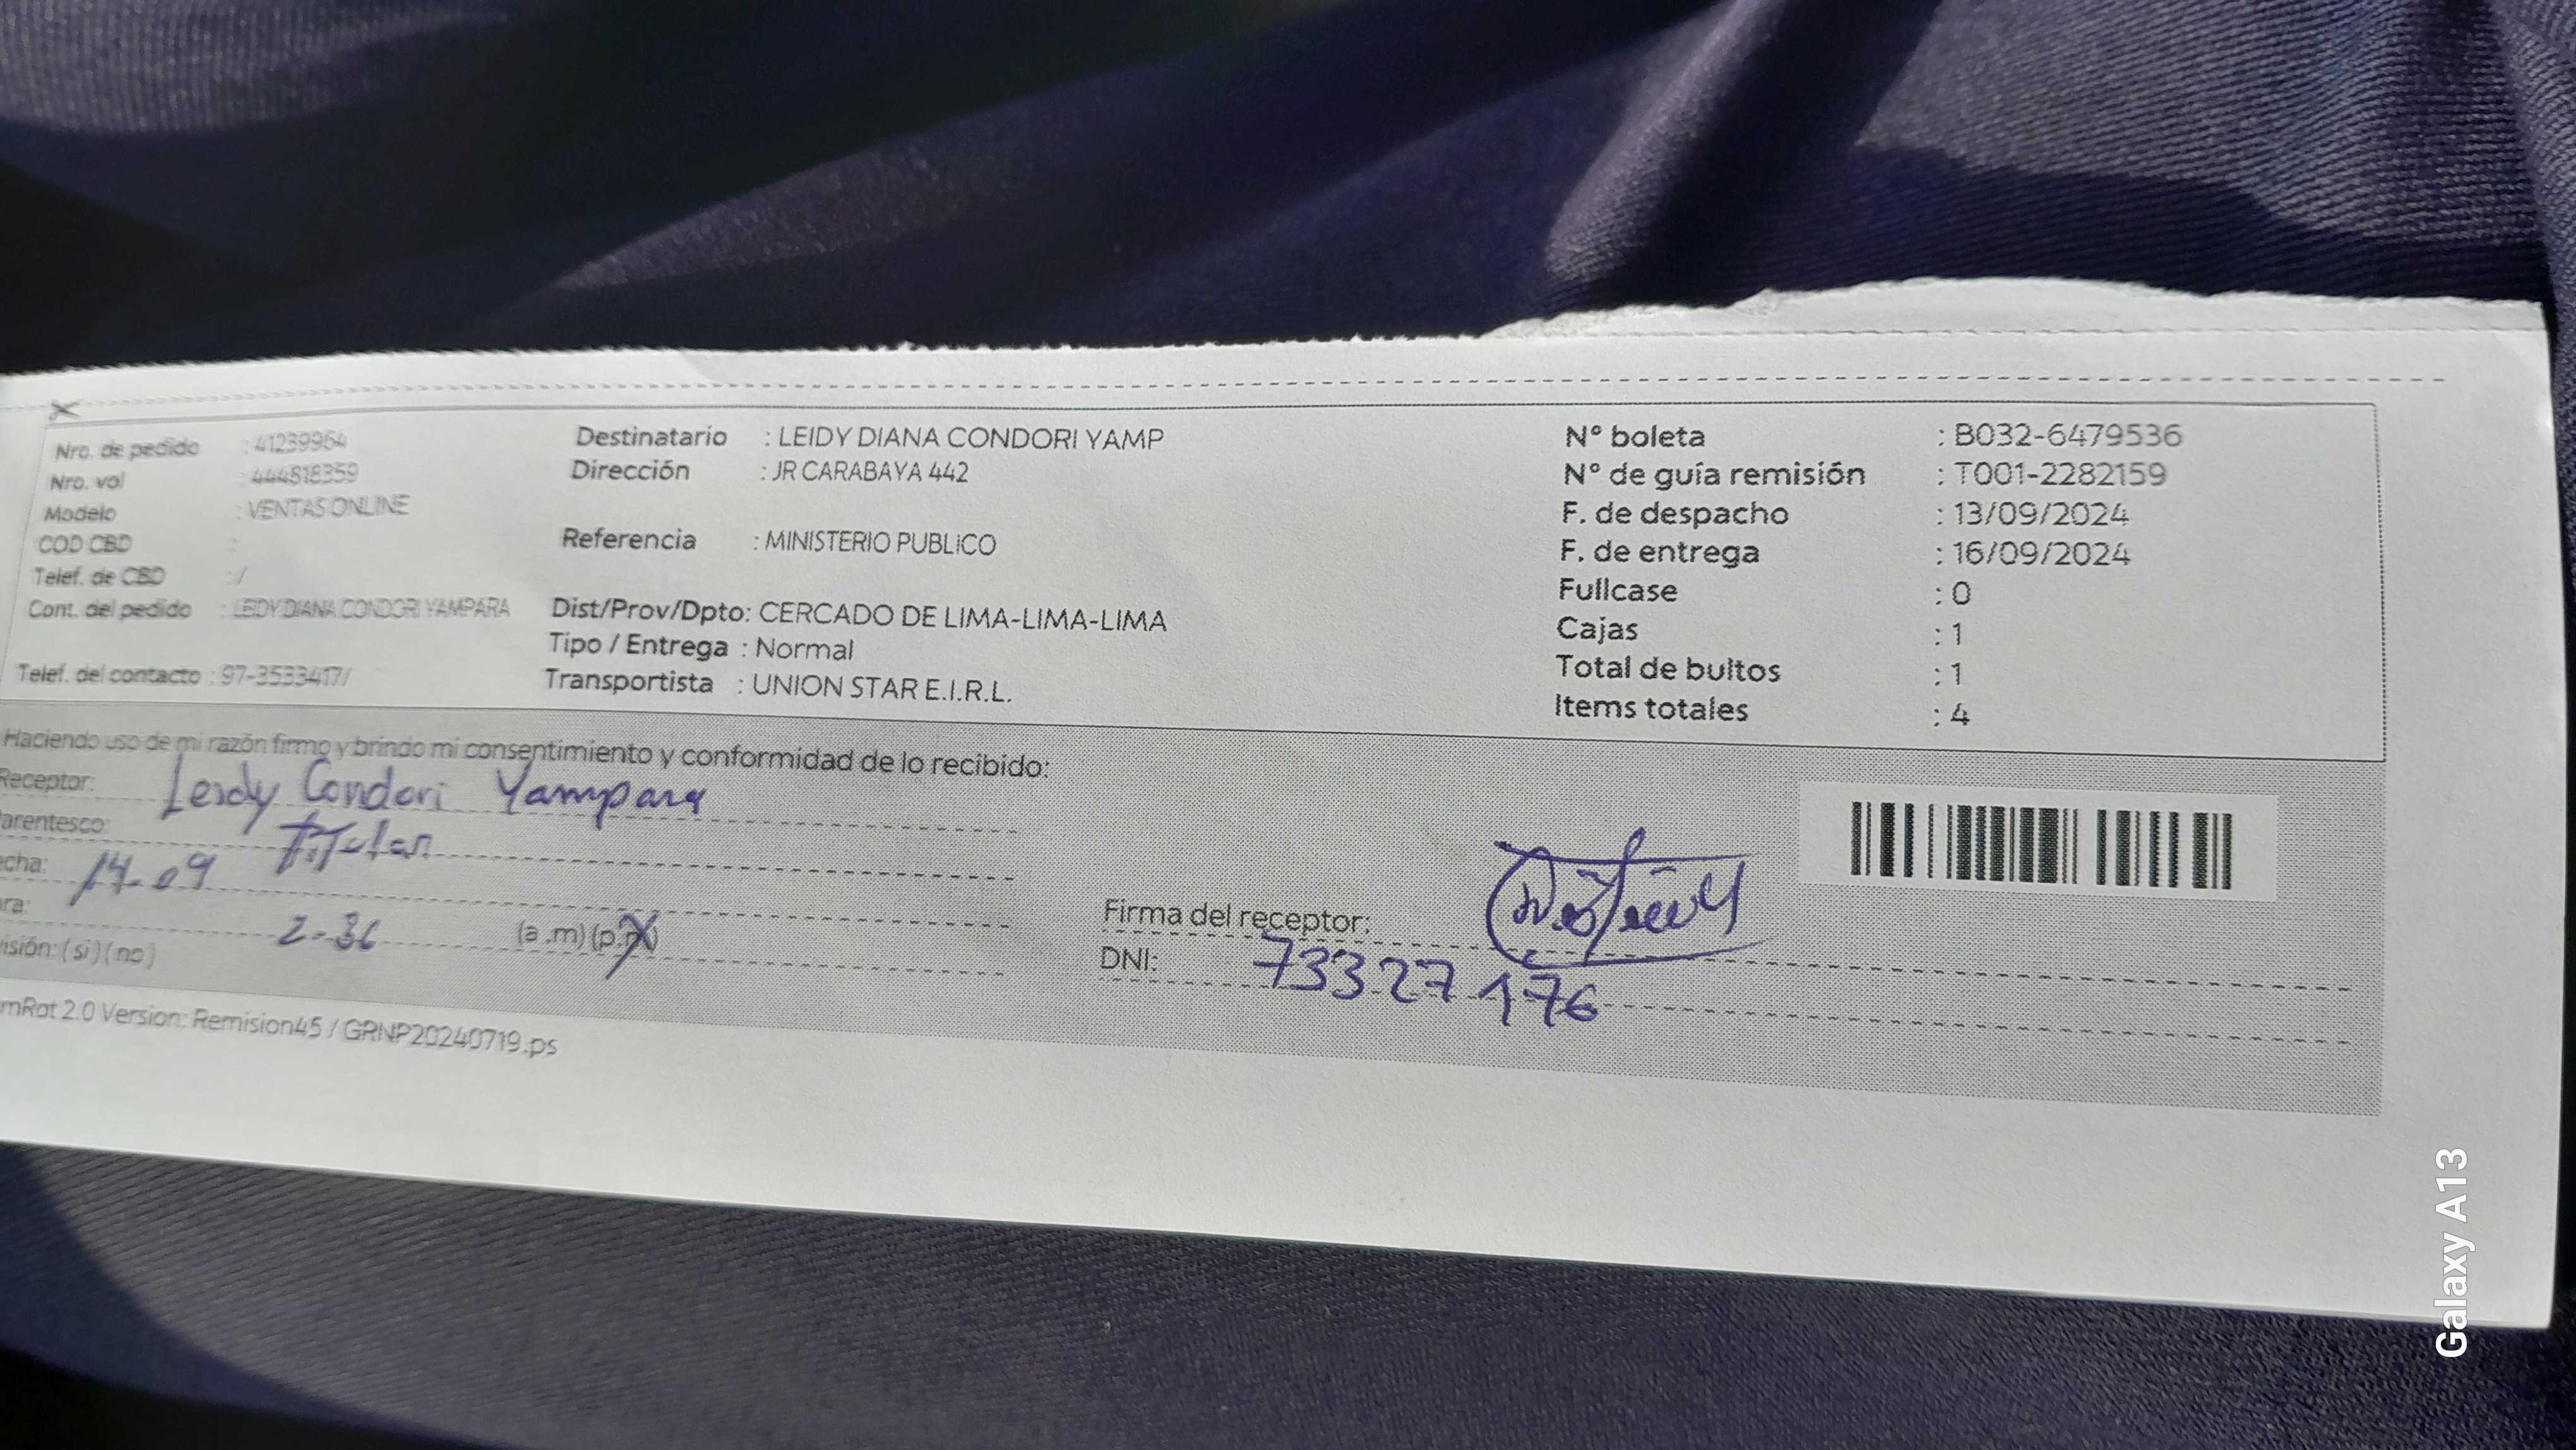 Nro. de pedido : 41239964
Nro. vol : 444818359
Modelo : VENTAS ONLINE
COD CBD :
Telef. de CBD : /
Cont. del pedido : LEIDY DIANA CONDORI YAMPARA
Telef. del contacto : 97-3533417/
Destinatario : LEIDY DIANA CONDORI YAMP
Dirección : JR CARABAYA 442
Referencia : MINISTERIO PUBLICO
Dist/Prov/Dpto: CERCADO DE LIMA-LIMA-LIMA
Tipo / Entrega : Normal
Transportista : UNION STAR E.I.R.L.
N° boleta : B032-6479536
N° de guía remisión : T001-2282159
F. de despacho : 13/09/2024
F. de entrega : 16/09/2024
Fullcase : 0
Cajas : 1
Total de bultos : 1
Items totales : 4
Haciendo uso de mi razón firmo y brindo mi consentimiento y conformidad de lo recibido:
Receptor: Leidy Condori Yampara
arentesco: Titular
echa: 14-09
ora: 2-36 (a .m) (p.m)
isión: (si) (no)
Firma del receptor:
DNI: 73327176
mRot 2.0 Version: Remision45 / GRNP20240719.ps
Galaxy A13